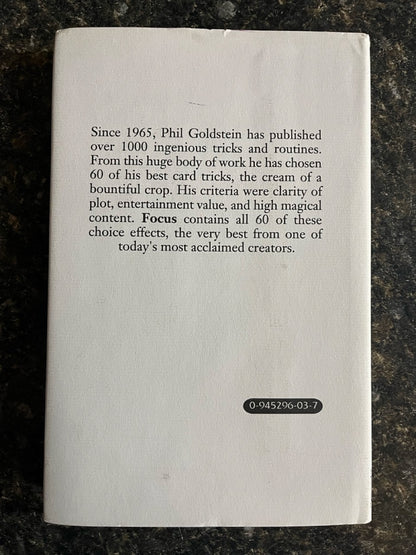 Since 1965, Phil Goldstein has published
over 1000 ingenious tricks and routines.
From this huge body of work he has chosen
60 of his best card tricks, the cream of a
bountiful crop. His criteria were clarity of
plot, entertainment value, and high magical
content. Focus contains all 60 of these
choice effects, the very best from one of
today's most acclaimed creators.
0-945296-03-7